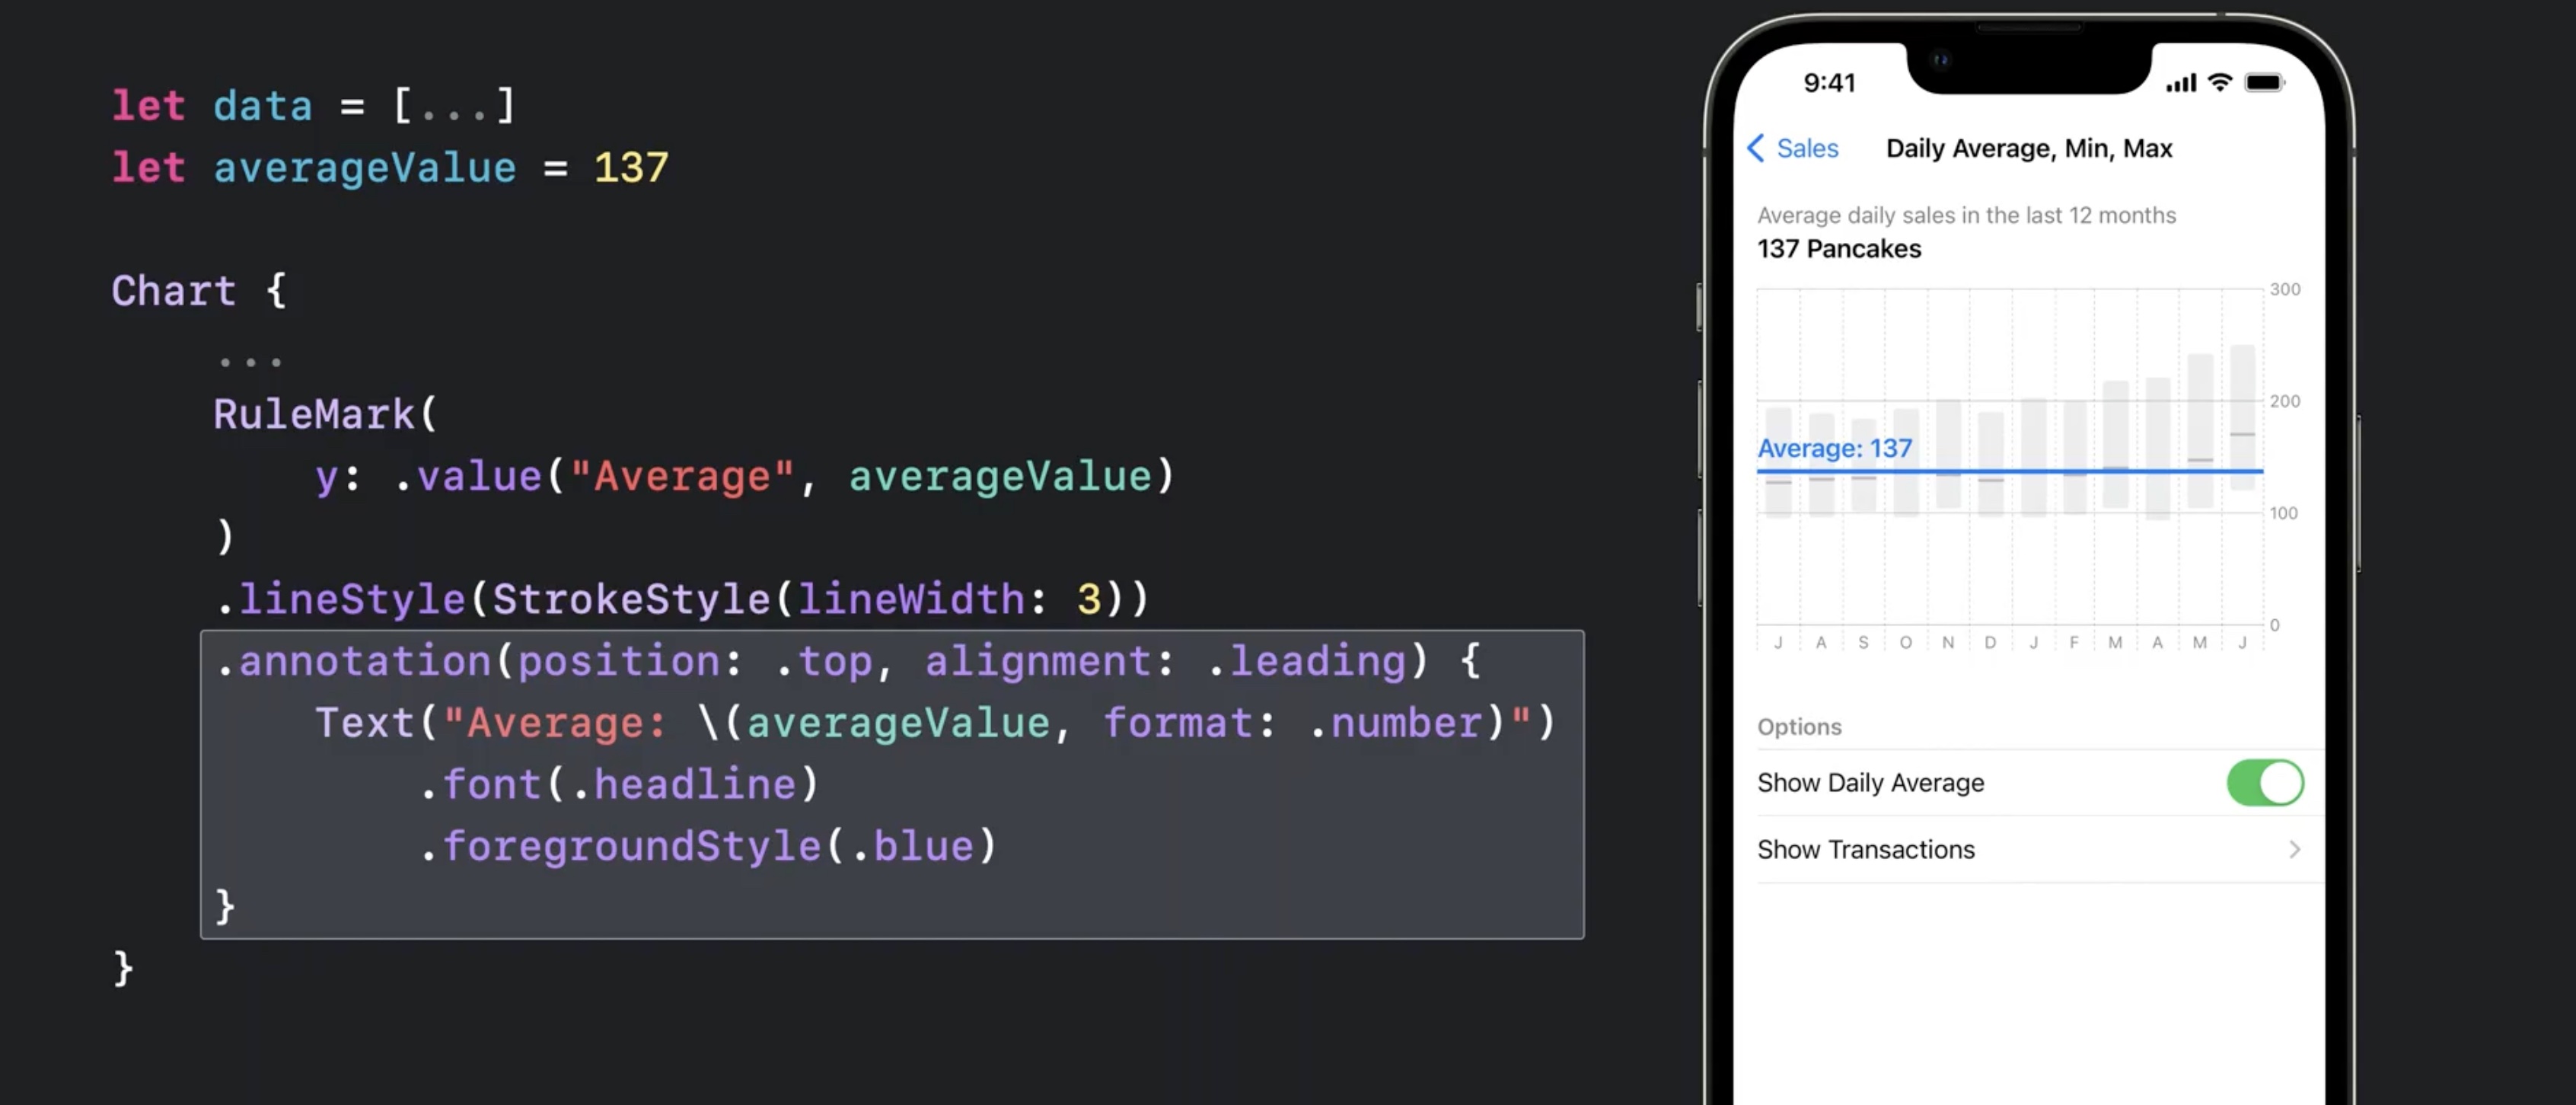 let data = [...]
let averageValue = 137
Chart {
...
RuleMark(
y: .value("Average", averageValue)
)
.lineStyle(StrokeStyle(lineWidth: 3))
.annotation(position: .top, alignment: .leading) {
Text("Average: \(averageValue, format: .number)")
.font(.headline)
.foregroundStyle(.blue)
}
}
9:41
Sales Daily Average, Min, Max
Average daily sales in the last 12 months
137 Pancakes
300
200
Average: 137
100
0
J A S O N D J F M A M J
Options
Show Daily Average
Show Transactions